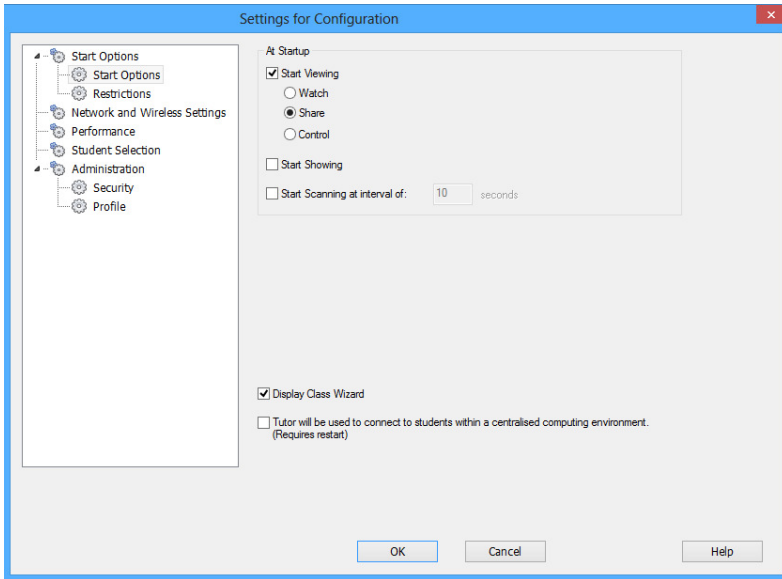 Settings for Configuration
Start Options
Start Options
Restrictions
Network and Wireless Settings
Performance
Student Selection
Administration
Security
Profile
At Startup
Start Viewing
Watch
Share
Control
Start Showing
Start Scanning at interval of: 10 seconds
Display Class Wizard
Tutor will be used to connect to students within a centralised computing environment.
(Requires restart)
OK Cancel Help